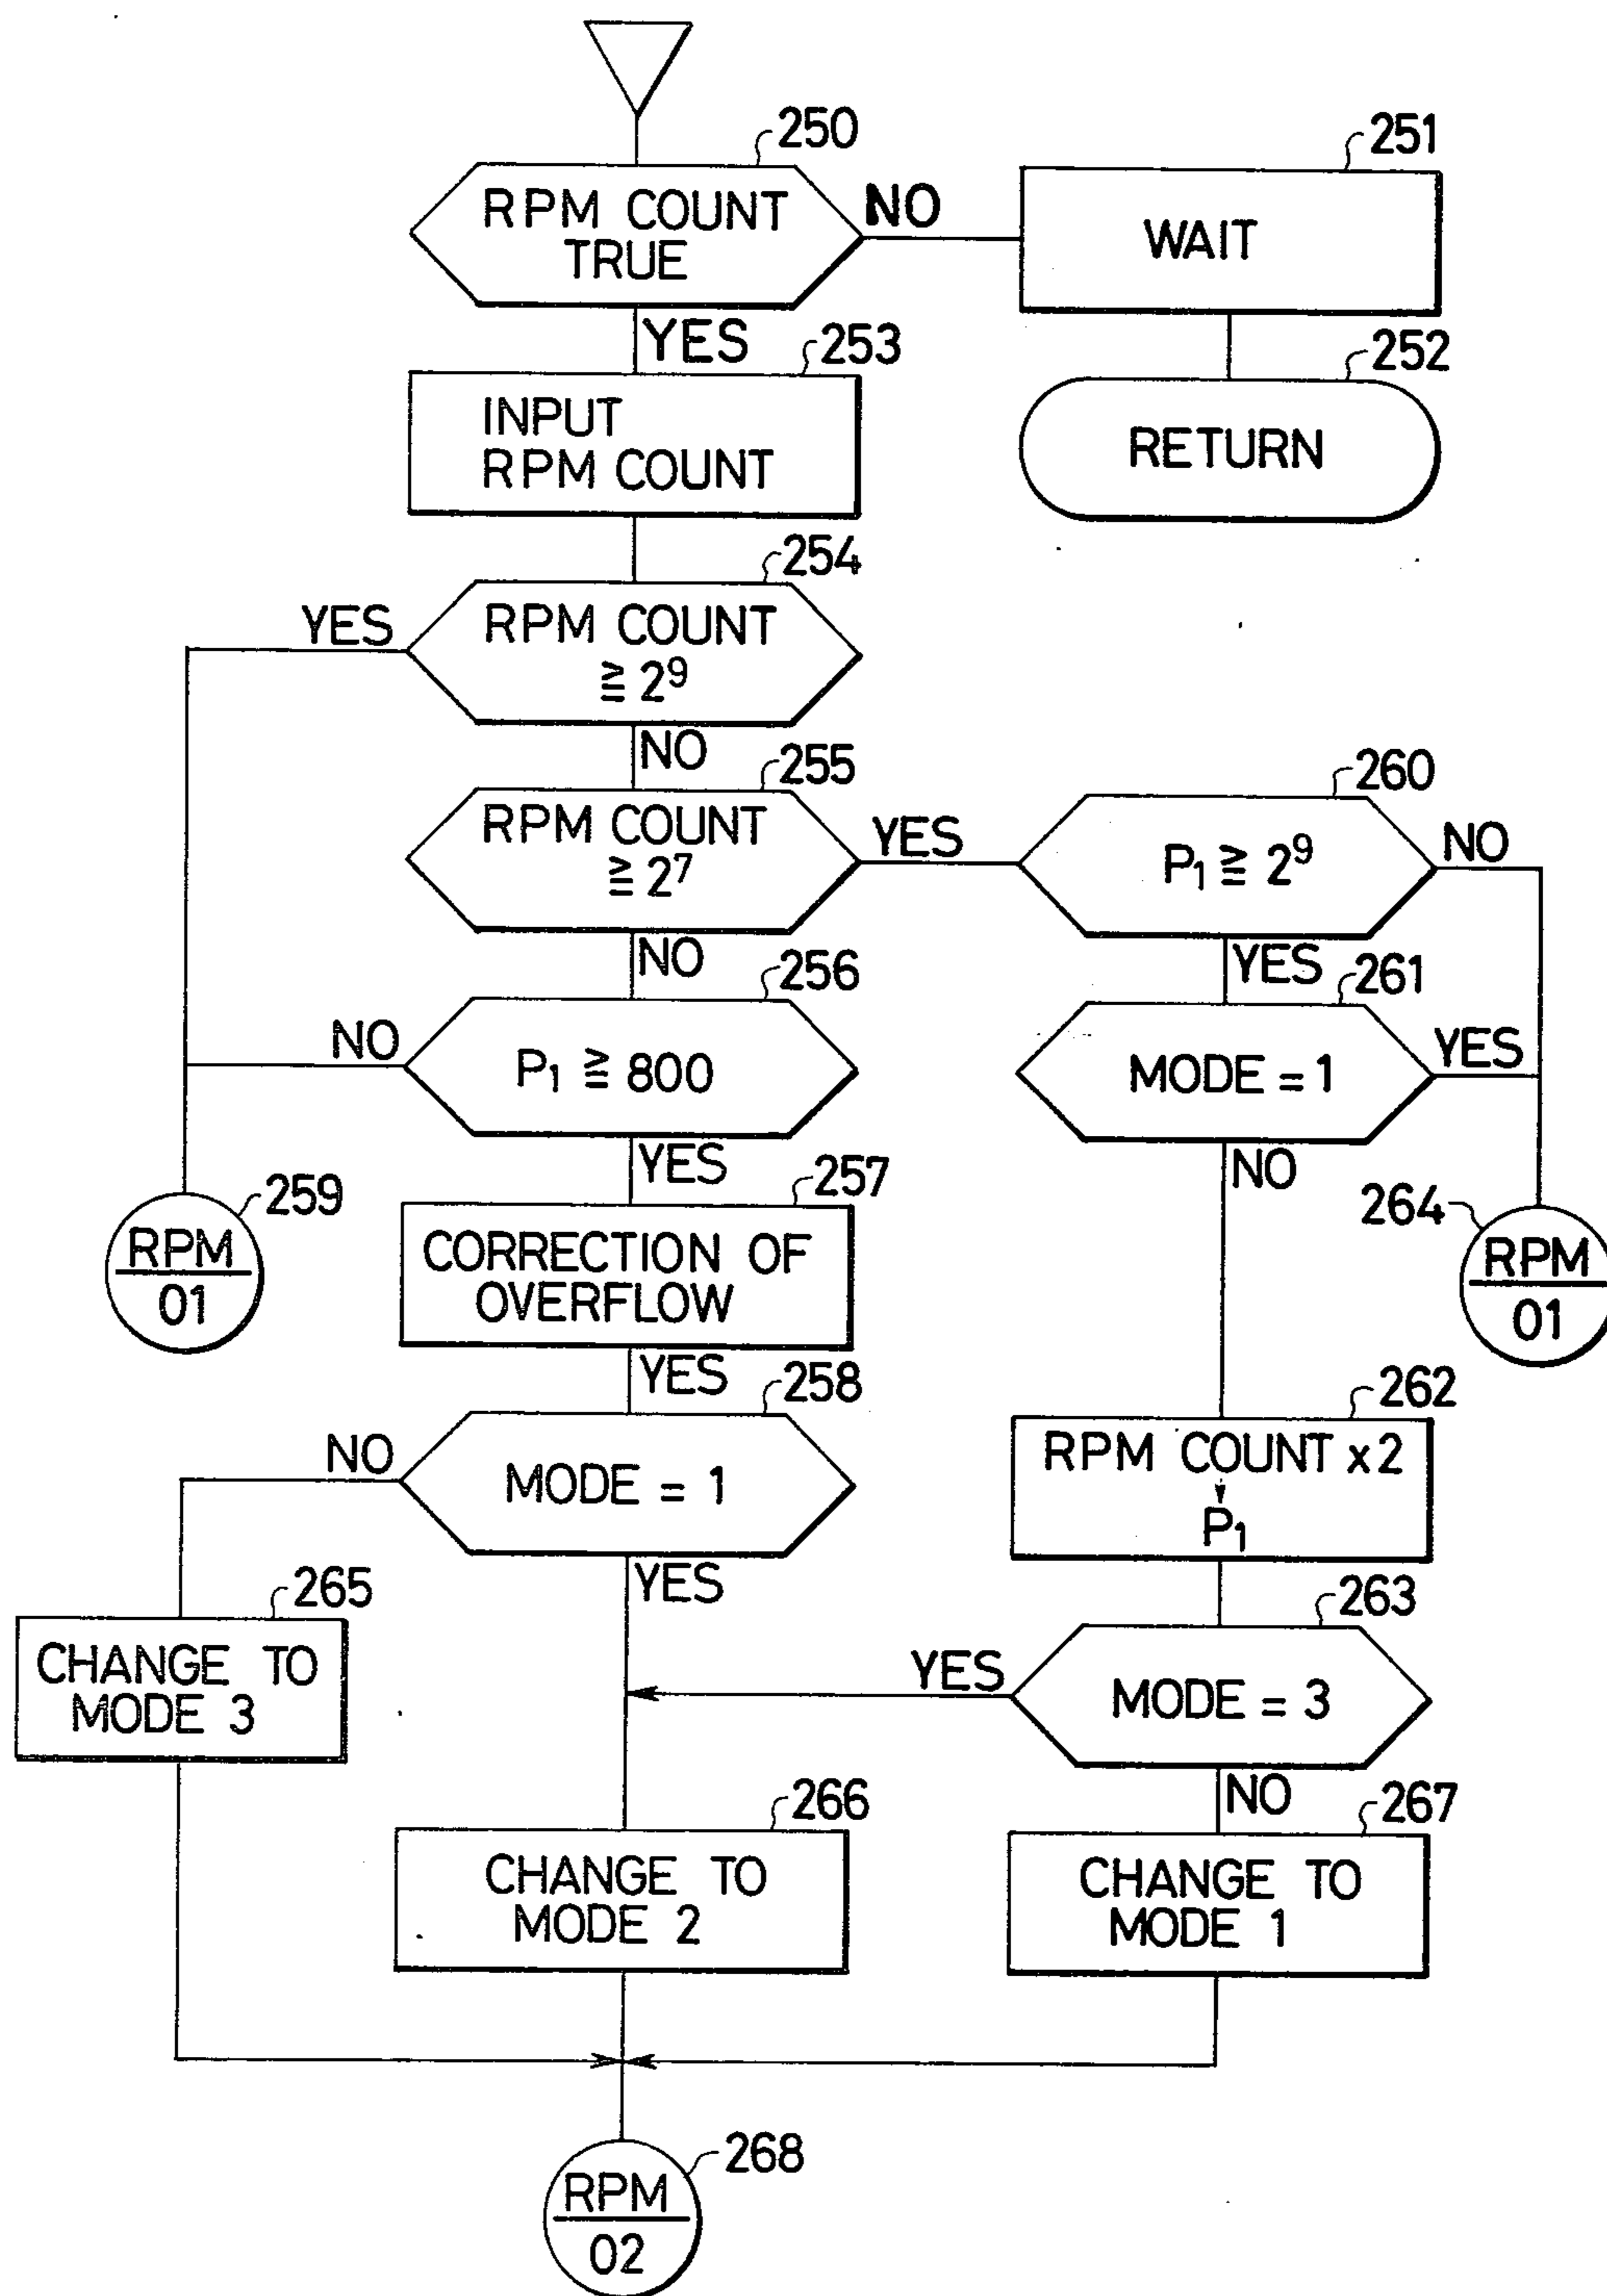 250
RPM COUNT
TRUE
NO
251
WAIT
YES
253
252
INPUT
RPM COUNT
RETURN
254
YES
RPM COUNT
≧ 2⁹
NO
255
RPM COUNT
≧ 2⁷
YES
260
P₁ ≧ 2⁹
NO
NO
256
YES
261
NO
P₁ ≧ 800
MODE = 1
YES
YES
257
NO
259
RPM
01
CORRECTION OF
OVERFLOW
264
RPM
01
YES
258
NO
MODE = 1
262
RPM COUNT x2
P₁
YES
265
CHANGE TO
MODE 3
263
YES
MODE = 3
NO
266
CHANGE TO
MODE 2
267
CHANGE TO
MODE 1
268
RPM
02